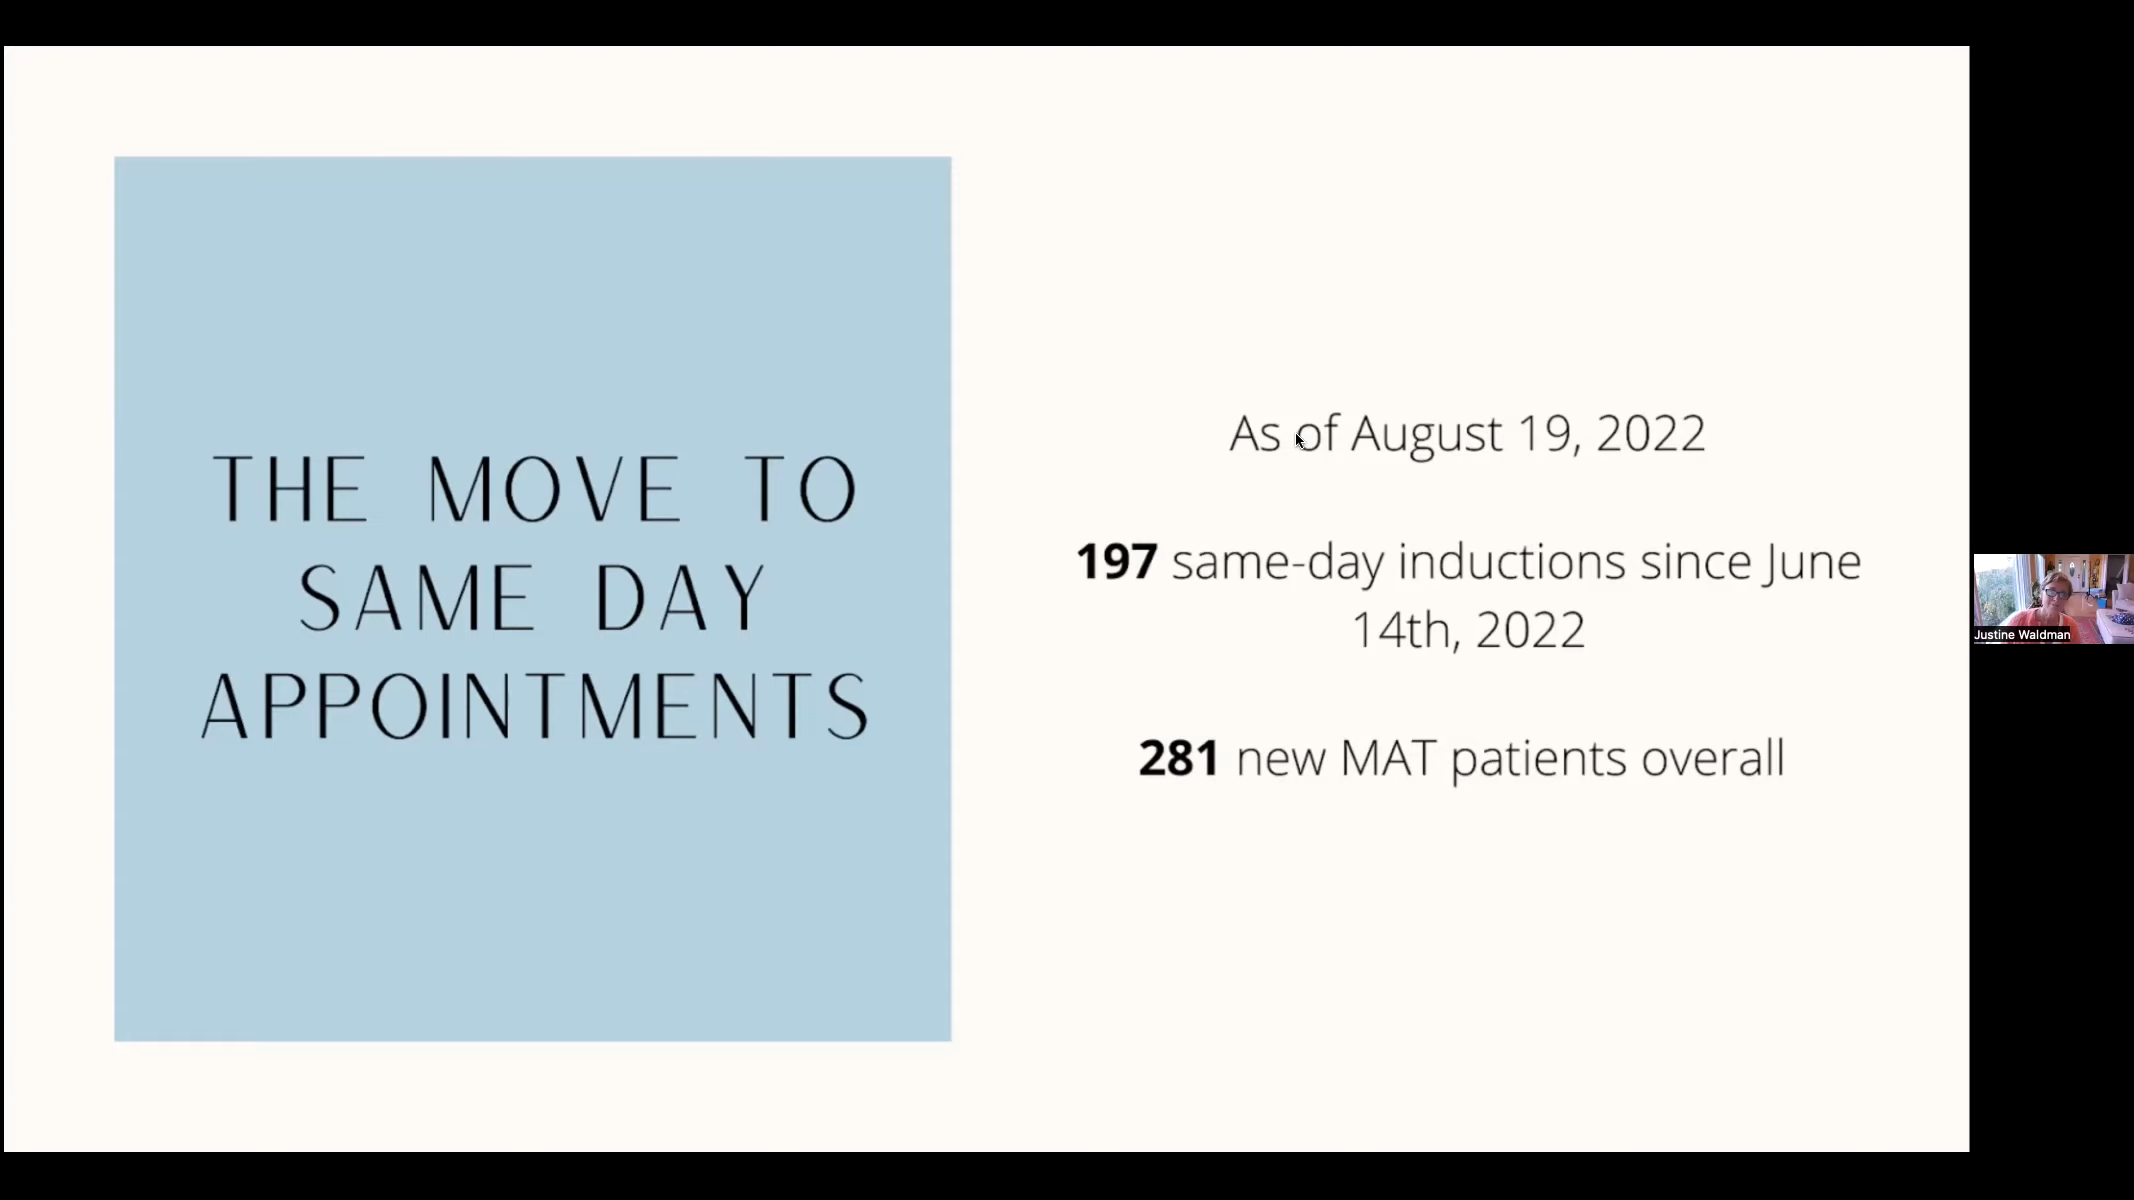 THE MOVE TO
SAME DAY
APPOINTMENTS
As of August 19, 2022
197 same-day inductions since June
14th, 2022
281 new MAT patients overall
Justine Waldman